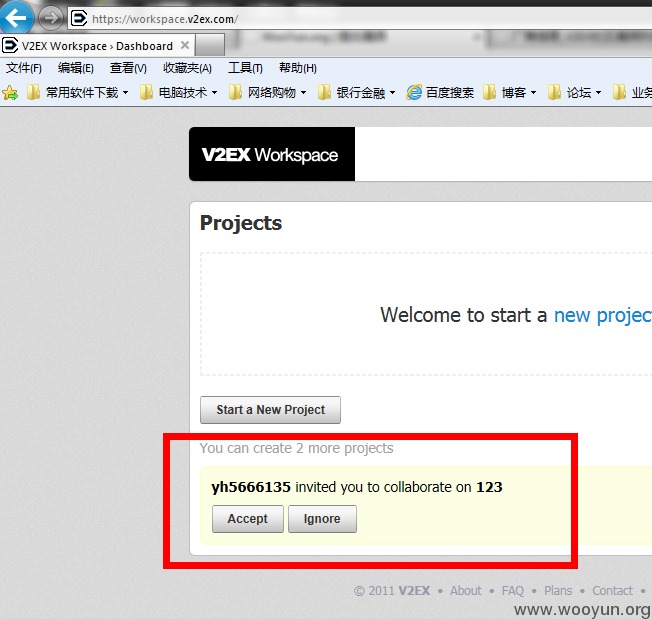 https://workspace.v2ex.com/
V2EX Workspace › Dashboard
文件(F) 编辑(E) 查看(V) 收藏夹(A) 工具(T) 帮助(H)
常用软件下载 电脑技术 网络购物 银行金融 百度搜索 博客 论坛 业务
V2EX Workspace
Projects
Welcome to start a new projec
Start a New Project
You can create 2 more projects
yh5666135 invited you to collaborate on 123
Accept Ignore
© 2011 V2EX • About • FAQ • Plans • Contact •
www.wooyun.org